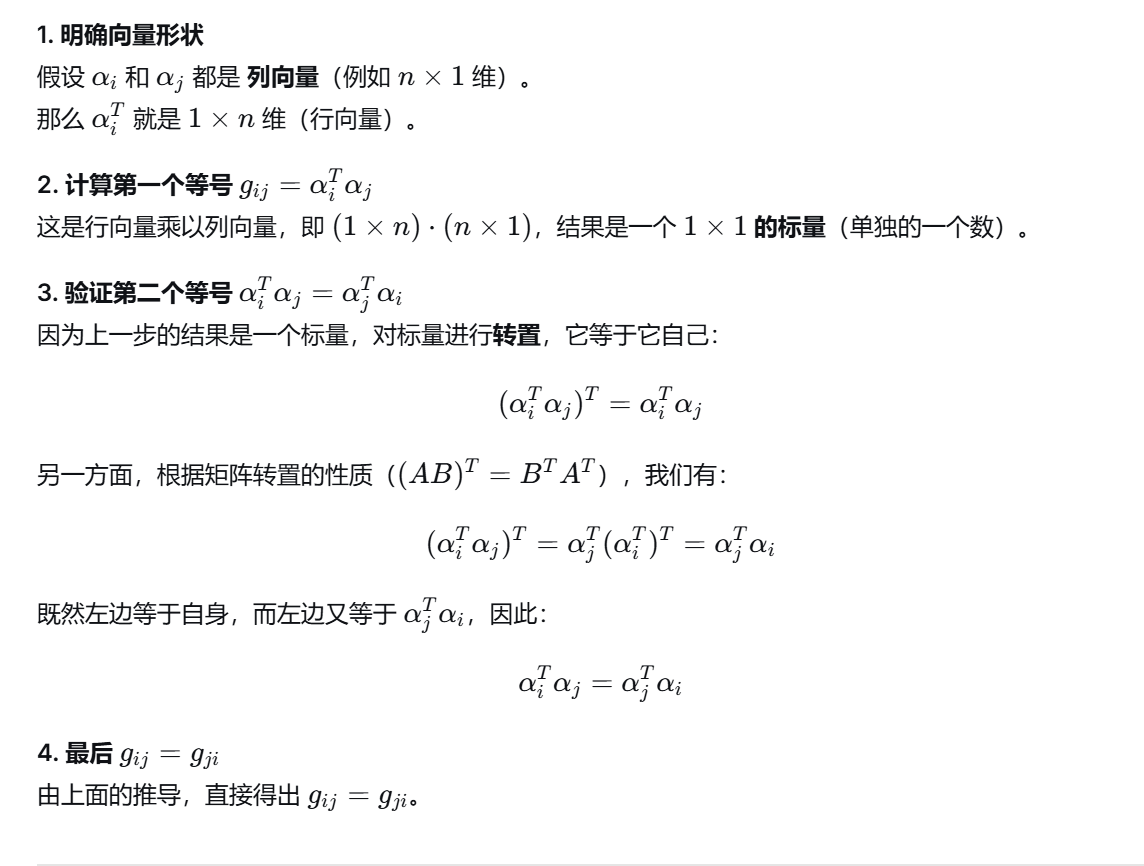 1. 明确向量形状
假设 $\alpha_i$ 和 $\alpha_j$ 都是 列向量（例如 $n \times 1$ 维）。
那么 $\alpha_i^T$ 就是 $1 \times n$ 维（行向量）。
2. 计算第一个等号 $g_{ij} = \alpha_i^T \alpha_j$
这是行向量乘以列向量，即 $(1 \times n) \cdot (n \times 1)$，结果是一个 $1 \times 1$ 的标量（单独的一个数）。
3. 验证第二个等号 $\alpha_i^T \alpha_j = \alpha_j^T \alpha_i$
因为上一步的结果是一个标量，对标量进行转置，它等于它自己：
$(\alpha_i^T \alpha_j)^T = \alpha_i^T \alpha_j$
另一方面，根据矩阵转置的性质（$(AB)^T = B^T A^T$），我们有：
$(\alpha_i^T \alpha_j)^T = \alpha_j^T (\alpha_i^T)^T = \alpha_j^T \alpha_i$
既然左边等于自身，而左边又等于 $\alpha_j^T \alpha_i$，因此：
$\alpha_i^T \alpha_j = \alpha_j^T \alpha_i$
4. 最后 $g_{ij} = g_{ji}$
由上面的推导，直接得出 $g_{ij} = g_{ji}$。